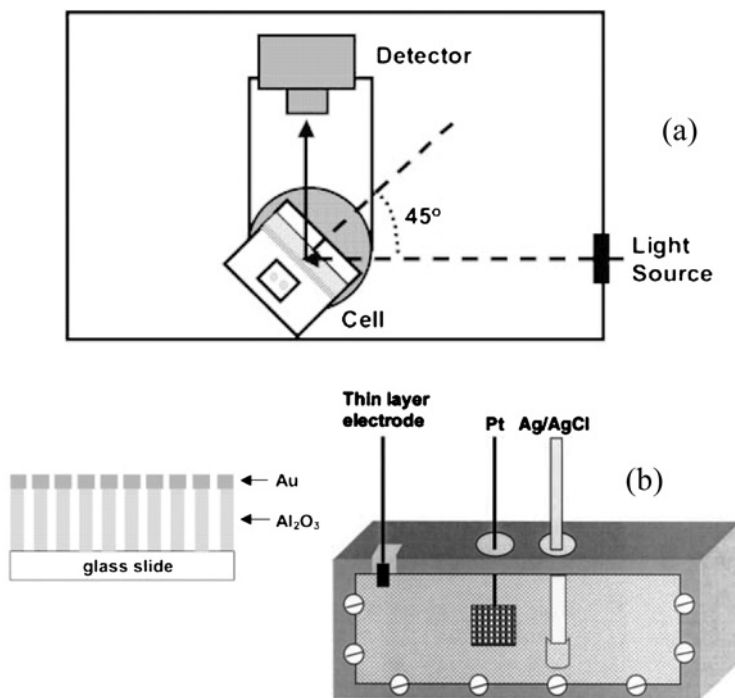 Detector
(a)
45°
Light
Source
Cell
Thin layer
electrode
Pt
Ag/AgCl
(b)
Au
Al₂O₃
glass slide